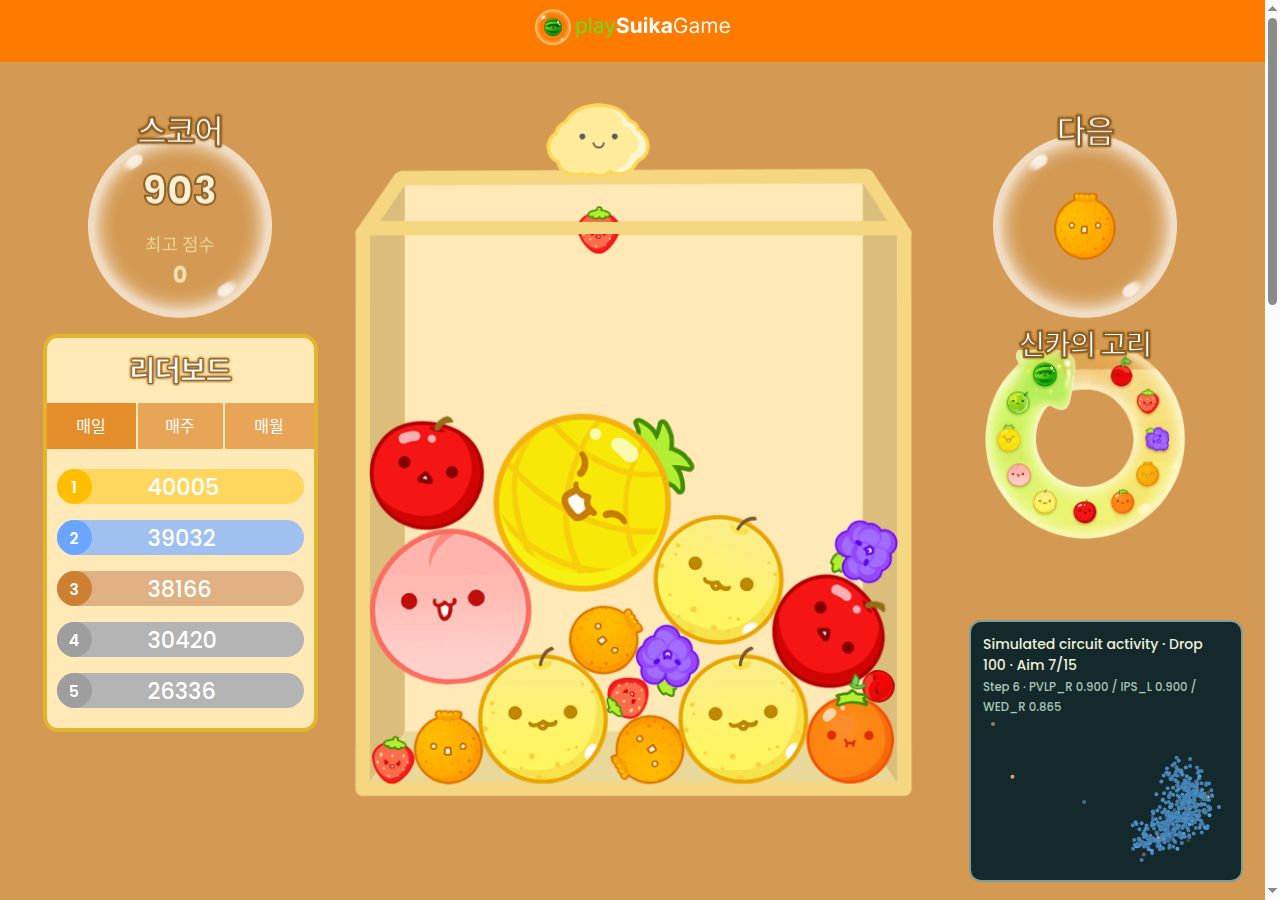 playSuikaGame
스코어
903
최고 점수
0
다음
신카의 고리
리더보드
매일
매주
매월
1 40005
2 39032
3 38166
4 30420
5 26336
Simulated circuit activity · Drop
100 · Aim 7/15
Step 6 · PVLP_R 0.900 / IPS_L 0.900 /
WED_R 0.865